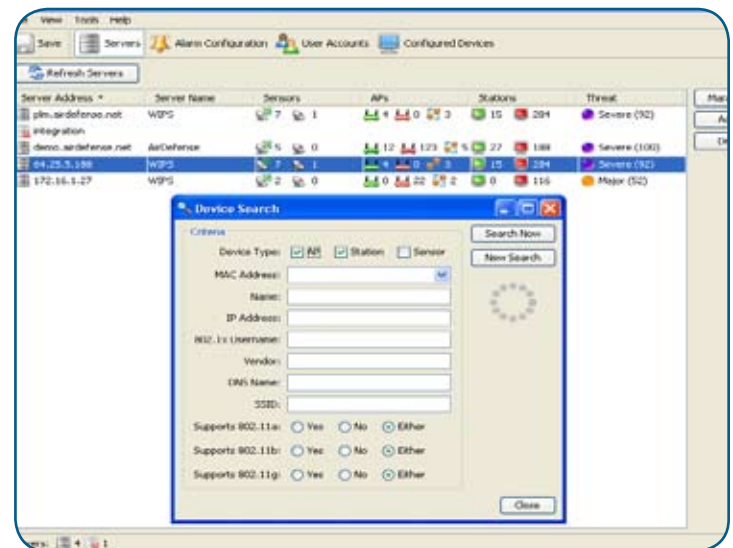 View Tools Help
Save Servers Alarm Configuration User Accounts Configured Devices
Refresh Servers
Server Address Server Name Sensors APs Stations Threat
plm.airdefense.net WIPS 7 1 4 0 3 15 284 Severe (92)
integration
demo.airdefense.net AirDefense 5 0 12 123 5 27 188 Severe (100)
64.25.5.188 WIPS 7 1 4 0 3 15 284 Severe (92)
172.16.1.27 WIPS 2 0 0 22 2 0 116 Major (52)
Device Search
Criteria
Search Now
Device Type: AP Station Sensor
New Search
MAC Address:
Name:
IP Address:
802.1x Username:
Vendor:
DNS Name:
SSID:
Supports 802.11a: Yes No Either
Supports 802.11b: Yes No Either
Supports 802.11g: Yes No Either
Close
4 1